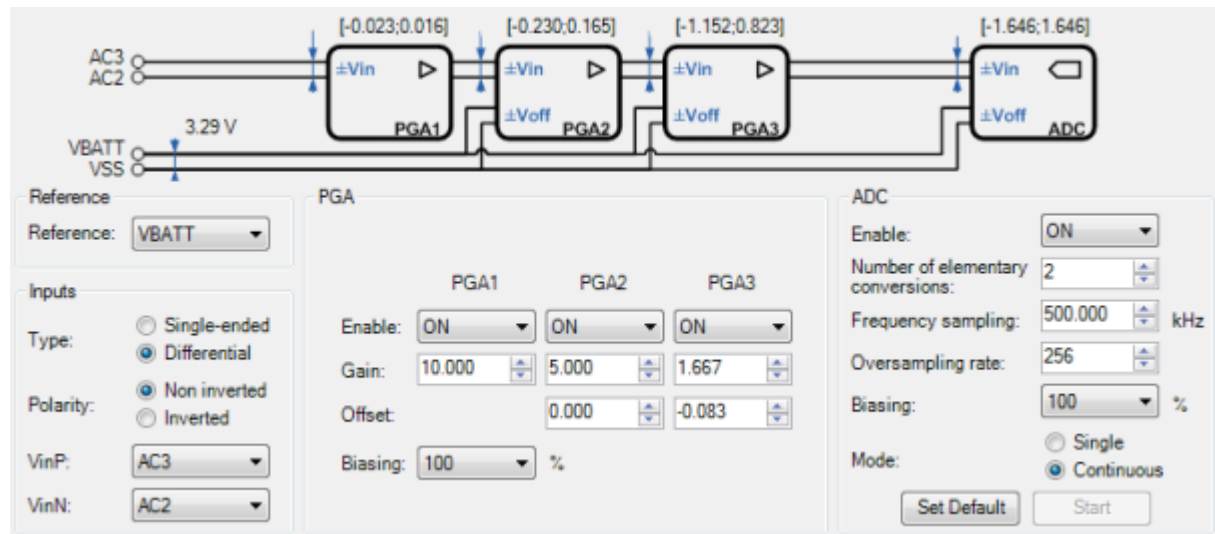 [-0.023;0.016] [-0.230;0.165] [-1.152;0.823] [-1.646;1.646]
AC3
AC2
±Vin ±Vin ±Vin ±Vin
±Voff ±Voff ±Voff
PGA1 PGA2 PGA3 ADC
3.29 V
VBATT
VSS
Reference
Reference: VBATT
Inputs
Type: Single-ended
Differential
Polarity: Non inverted
Inverted
VinP: AC3
VinN: AC2
PGA
PGA1 PGA2 PGA3
Enable: ON ON ON
Gain: 10.000 5.000 1.667
Offset: 0.000 -0.083
Biasing: 100 %
ADC
Enable: ON
Number of elementary
conversions: 2
Frequency sampling: 500.000 kHz
Oversampling rate: 256
Biasing: 100 %
Mode: Single
Continuous
Set Default Start